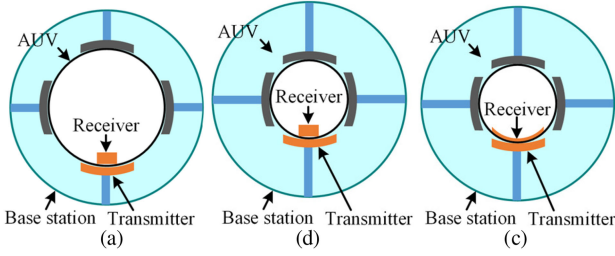 AUV
Receiver
Base station
Transmitter
(a)
AUV
Receiver
Base station
Transmitter
(d)
AUV
Receiver
Base station
Transmitter
(c)